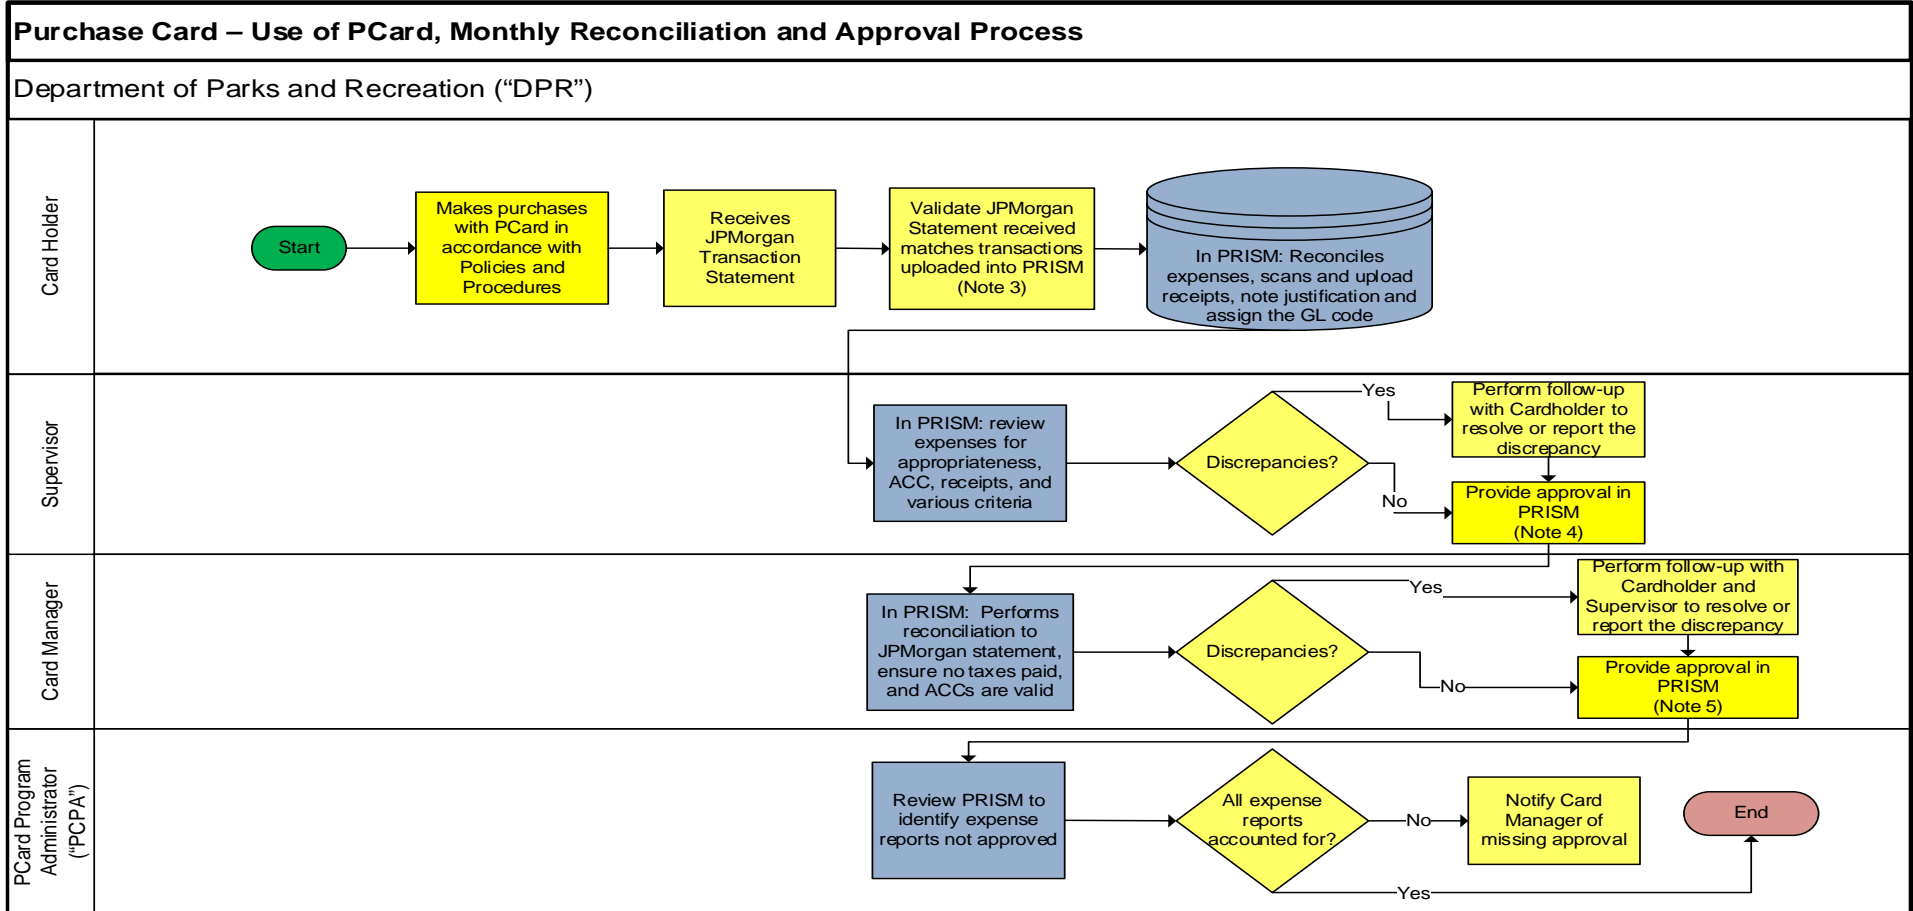 Purchase Card – Use of PCard, Monthly Reconciliation and Approval Process
Department of Parks and Recreation (“DPR”)
Card Holder
Start
Makes purchases
with PCard in
accordance with
Policies and
Procedures
Receives
JPMorgan
Transaction
Statement
Validate JPMorgan
Statement received
matches transactions
uploaded into PRISM
(Note 3)
In PRISM: Reconciles
expenses, scans and upload
receipts, note justification and
assign the GL code
Supervisor
In PRISM: review
expenses for
appropriateness,
ACC, receipts, and
various criteria
Discrepancies?
Yes
No
Perform follow-up
with Cardholder to
resolve or report the
discrepancy
Provide approval in
PRISM
(Note 4)
Card Manager
In PRISM:  Performs
reconciliation to
JPMorgan statement,
ensure no taxes paid,
and ACCs are valid
Discrepancies?
Yes
No
Perform follow-up with
Cardholder and
Supervisor to resolve or
report the discrepancy
Provide approval in
PRISM
(Note 5)
PCard Program
Administrator
(“PCPA”)
Review PRISM to
identify expense
reports not approved
All expense
reports
accounted for?
No
Yes
Notify Card
Manager of
missing approval
End